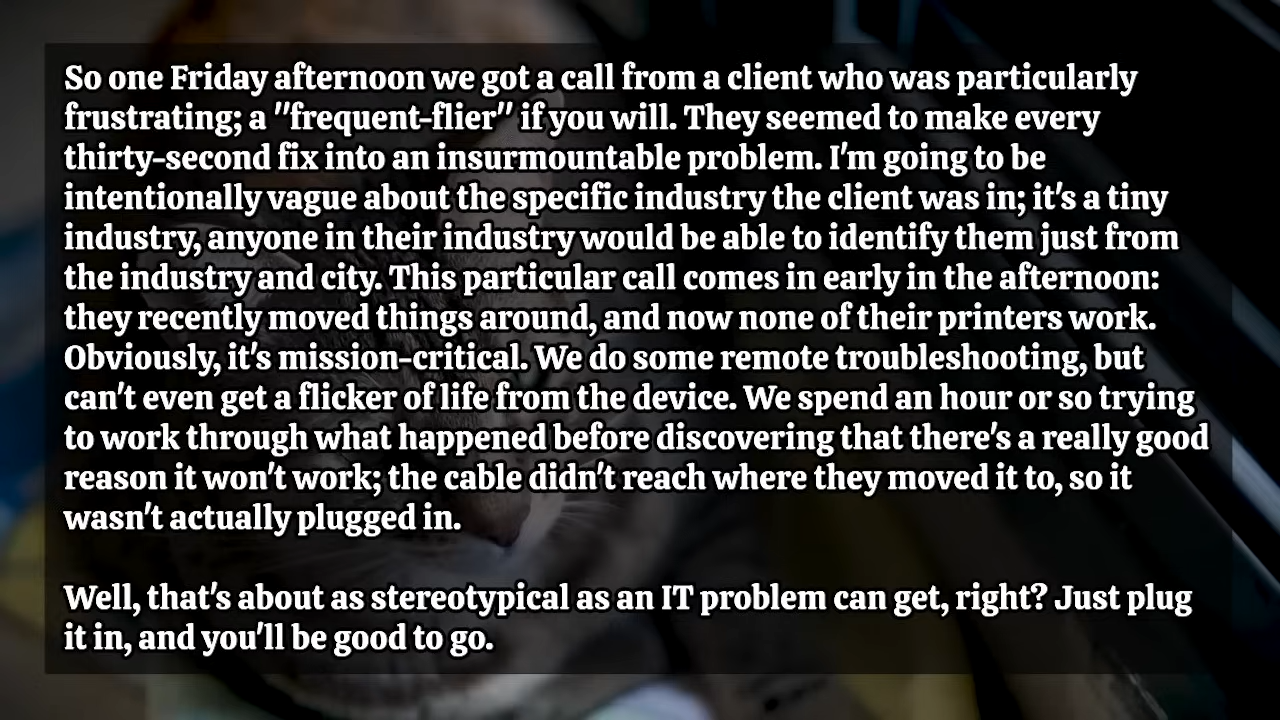 So one Friday afternoon we got a call from a client who was particularly
frustrating; a "frequent-flier" if you will. They seemed to make every
thirty-second fix into an insurmountable problem. I'm going to be
intentionally vague about the specific industry the client was in; it's a tiny
industry, anyone in their industry would be able to identify them just from
the industry and city. This particular call comes in early in the afternoon:
they recently moved things around, and now none of their printers work.
Obviously, it's mission-critical. We do some remote troubleshooting, but
can't even get a flicker of life from the device. We spend an hour or so trying
to work through what happened before discovering that there's a really good
reason it won't work; the cable didn't reach where they moved it to, so it
wasn't actually plugged in.
Well, that's about as stereotypical as an IT problem can get, right? Just plug
it in, and you'll be good to go.